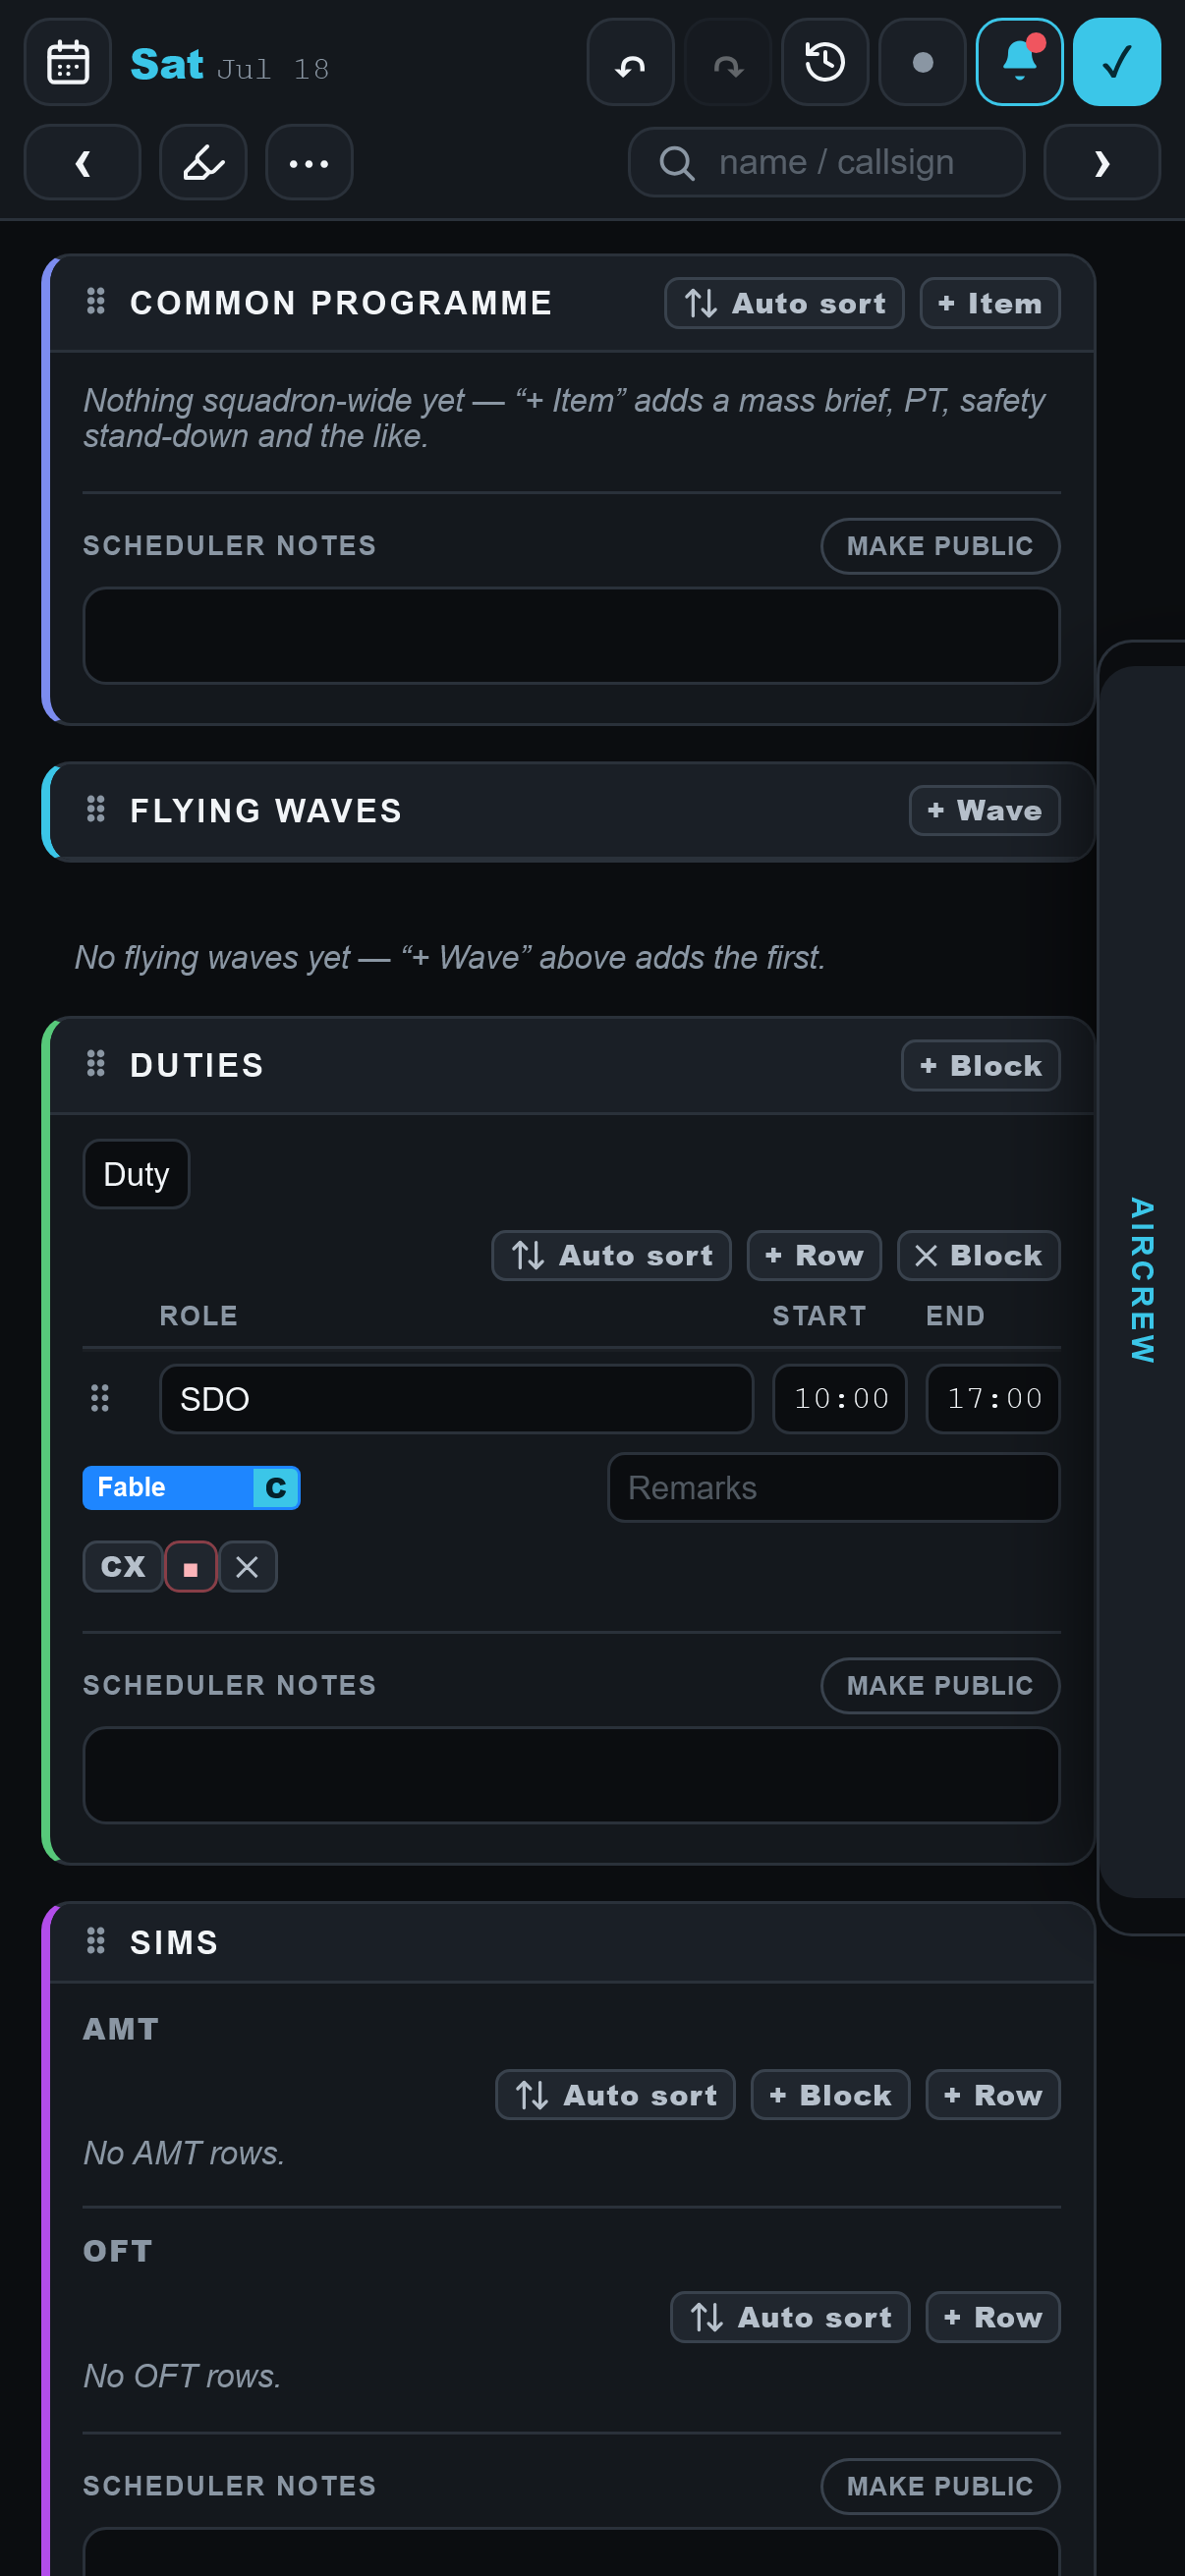 Sat Jul 18
name / callsign
COMMON PROGRAMME
Auto sort
+ Item
Nothing squadron-wide yet — “+ Item” adds a mass brief, PT, safety
stand-down and the like.
SCHEDULER NOTES
MAKE PUBLIC
FLYING WAVES
+ Wave
No flying waves yet — “+ Wave” above adds the first.
DUTIES
+ Block
Duty
Auto sort
+ Row
× Block
ROLE START END
SDO 10:00 17:00
Fable C
Remarks
CX
SCHEDULER NOTES
MAKE PUBLIC
AIRCREW
SIMS
AMT
Auto sort
+ Block
+ Row
No AMT rows.
OFT
Auto sort
+ Row
No OFT rows.
SCHEDULER NOTES
MAKE PUBLIC